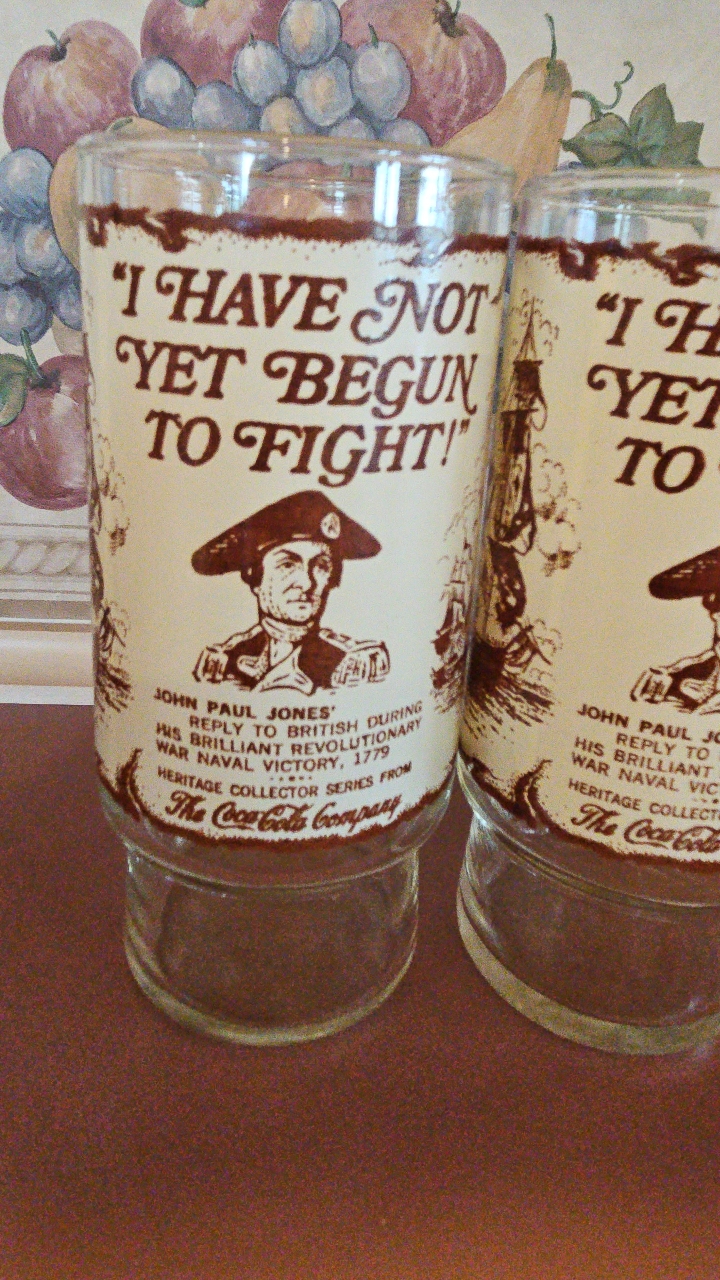 "I HAVE NOT
YET BEGUN
TO FIGHT!"
JOHN PAUL JONES'
REPLY TO BRITISH DURING
HIS BRILLIANT REVOLUTIONARY
WAR NAVAL VICTORY, 1779
HERITAGE COLLECTOR SERIES FROM
The Coca-Cola Company
"I H
YET
TO
JOHN PAUL JO
REPLY TO
HIS BRILLIANT
WAR NAVAL VIC
HERITAGE COLLECT
The Coca-Cola